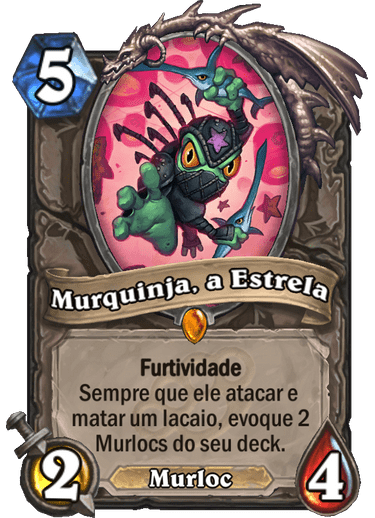 5
Murquinja, a Estrela
Furtividade
Sempre que ele atacar e
matar um lacaio, evoque 2
Murlocs do seu deck.
2
Murloc
4